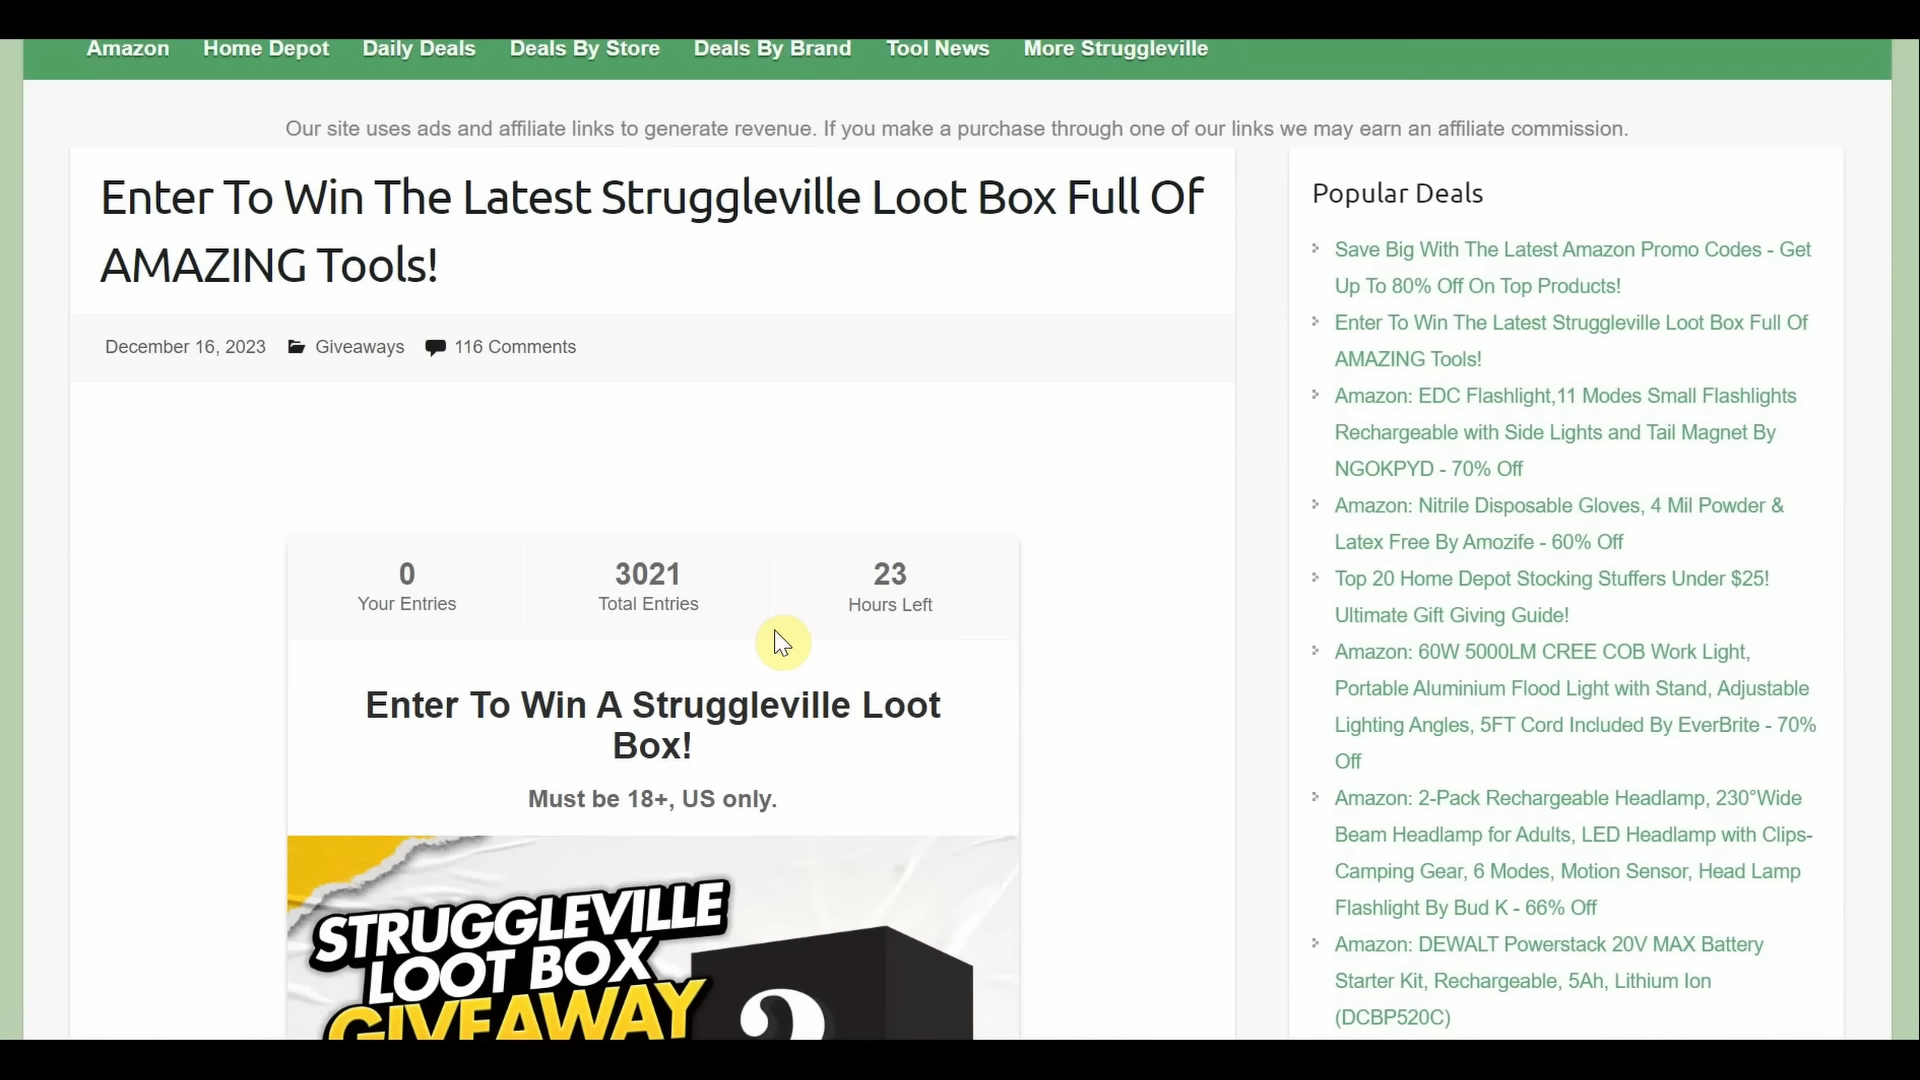 Amazon Home Depot Daily Deals Deals By Store Deals By Brand Tool News More Struggleville
Our site uses ads and affiliate links to generate revenue. If you make a purchase through one of our links we may earn an affiliate commission.
Enter To Win The Latest Struggleville Loot Box Full Of
AMAZING Tools!
December 16, 2023 Giveaways 116 Comments
0 3021 23
Your Entries Total Entries Hours Left
Enter To Win A Struggleville Loot
Box!
Must be 18+, US only.
STRUGGLEVILLE
LOOT BOX
GIVEAWAY
?
Popular Deals
Save Big With The Latest Amazon Promo Codes - Get
Up To 80% Off On Top Products!
Enter To Win The Latest Struggleville Loot Box Full Of
AMAZING Tools!
Amazon: EDC Flashlight,11 Modes Small Flashlights
Rechargeable with Side Lights and Tail Magnet By
NGOKPYD - 70% Off
Amazon: Nitrile Disposable Gloves, 4 Mil Powder &
Latex Free By Amozife - 60% Off
Top 20 Home Depot Stocking Stuffers Under $25!
Ultimate Gift Giving Guide!
Amazon: 60W 5000LM CREE COB Work Light,
Portable Aluminium Flood Light with Stand, Adjustable
Lighting Angles, 5FT Cord Included By EverBrite - 70%
Off
Amazon: 2-Pack Rechargeable Headlamp, 230°Wide
Beam Headlamp for Adults, LED Headlamp with Clips-
Camping Gear, 6 Modes, Motion Sensor, Head Lamp
Flashlight By Bud K - 66% Off
Amazon: DEWALT Powerstack 20V MAX Battery
Starter Kit, Rechargeable, 5Ah, Lithium Ion
(DCBP520C)